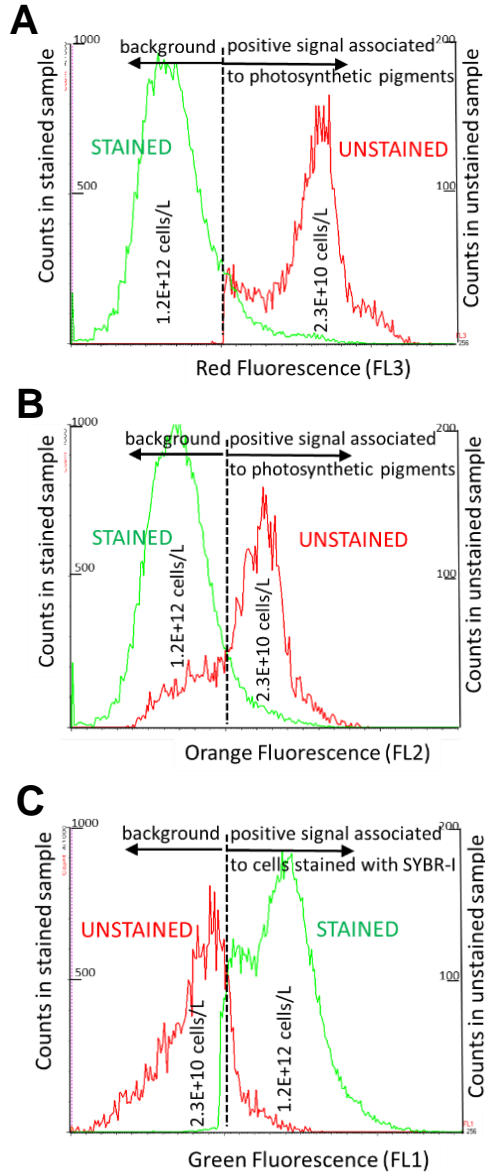 A
1000
background
positive signal associated
200
to photosynthetic pigments
STAINED
UNSTAINED
500
100
Counts in stained sample
1.2E+12 cells/L
2.3E+10 cells/L
Counts in unstained sample
FL3
256
Red Fluorescence (FL3)
B
1000
background
positive signal associated
200
to photosynthetic pigments
STAINED
UNSTAINED
500
100
Counts in stained sample
1.2E+12 cells/L
2.3E+10 cells/L
Counts in unstained sample
Orange Fluorescence (FL2)
C
1000
background
positive signal associated
200
to cells stained with SYBR-I
UNSTAINED
STAINED
500
100
Counts in stained sample
2.3E+10 cells/L
1.2E+12 cells/L
Counts in unstained sample
FL1
256
Green Fluorescence (FL1)